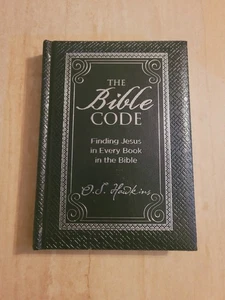 THE
Bible
CODE
Finding Jesus
in Every Book
in the Bible
O.S. Hawkins